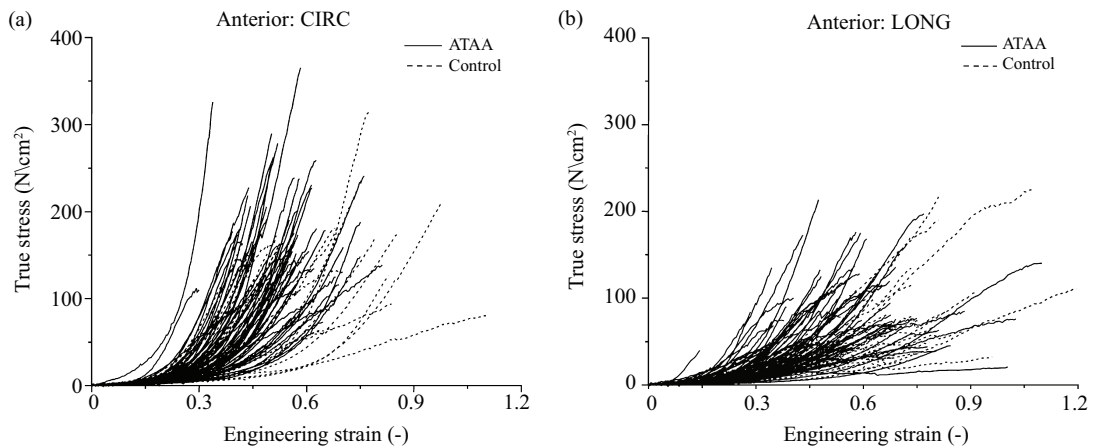 (a)
Anterior: CIRC
400
300
200
100
0
True stress (N\cm²)
ATAA
Control
0 0.3 0.6 0.9 1.2
Engineering strain (-)
(b)
Anterior: LONG
400
300
200
100
0
True stress (N\cm²)
ATAA
Control
0 0.3 0.6 0.9 1.2
Engineering strain (-)